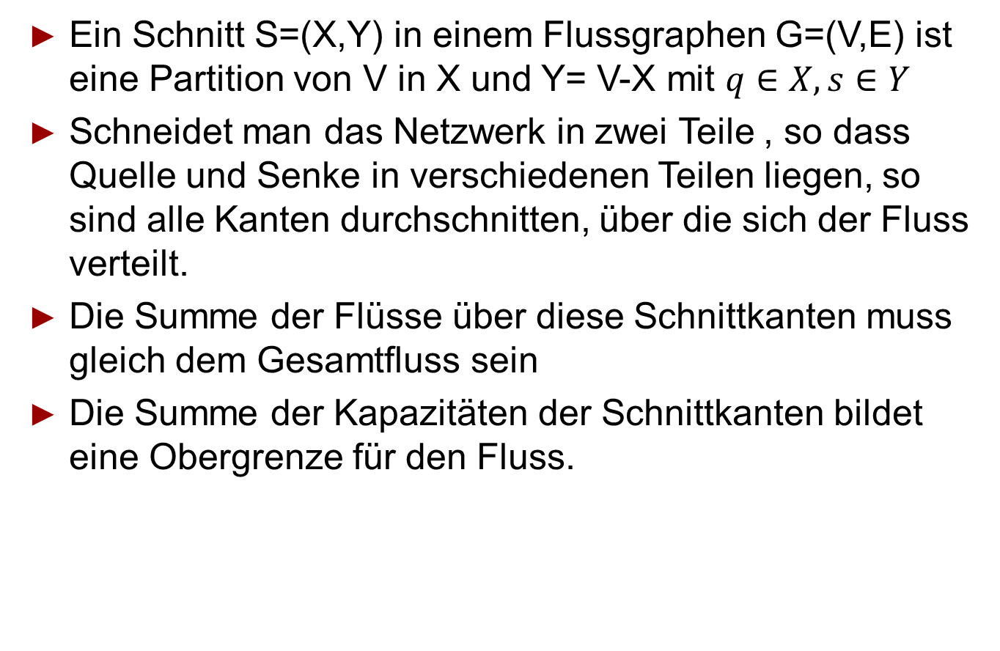 ► Ein Schnitt S=(X,Y) in einem Flussgraphen G=(V,E) ist
eine Partition von V in X und Y= V-X mit 𝑞 ∈ 𝑋, 𝑠 ∈ 𝑌
► Schneidet man das Netzwerk in zwei Teile , so dass
Quelle und Senke in verschiedenen Teilen liegen, so
sind alle Kanten durchschnitten, über die sich der Fluss
verteilt.
► Die Summe der Flüsse über diese Schnittkanten muss
gleich dem Gesamtfluss sein
► Die Summe der Kapazitäten der Schnittkanten bildet
eine Obergrenze für den Fluss.